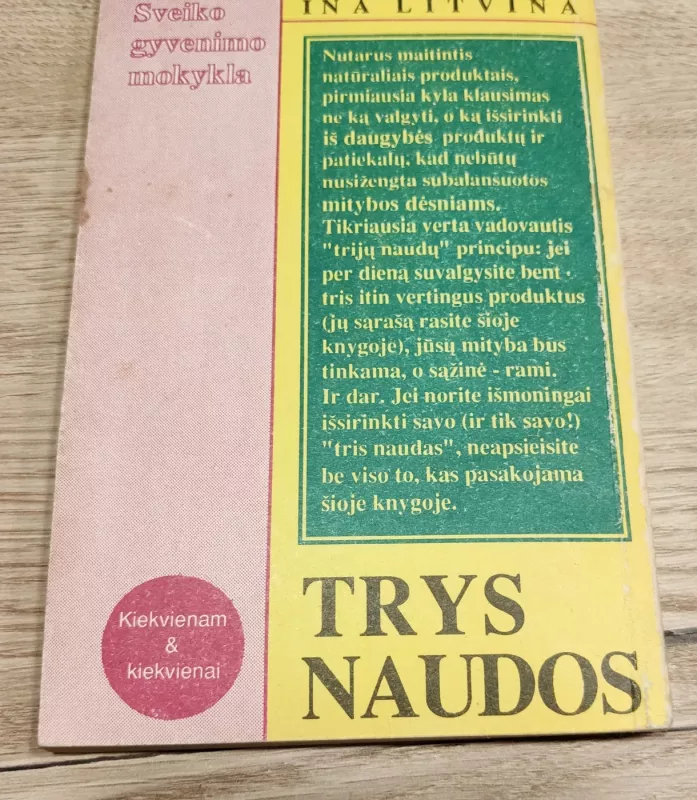 Sveiko
gyvenimo
mokykla
INA LITVINA
Nutarus maitintis
natūraliais produktais,
pirmiausia kyla klausimas
ne ką valgyti, o ką išsirinkti
iš daugybės produktų ir
patiekalų, kad nebūtų
nusižengta subalansuotos
mitybos dėsniams.
Tikriausia verta vadovautis
"trijų naudų" principu: jei
per dieną suvalgysite bent
tris itin vertingus produktus
(jų sąrašą rasite šioje
knygoje), jūsų mityba bus
tinkama, o sąžinė - rami.
Ir dar. Jei norite išmoningai
išsirinkti savo (ir tik savo!)
"tris naudas", neapsieisite
be viso to, kas pasakojama
šioje knygoje.
Kiekvienam
&
kiekvienai
TRYS
NAUDOS